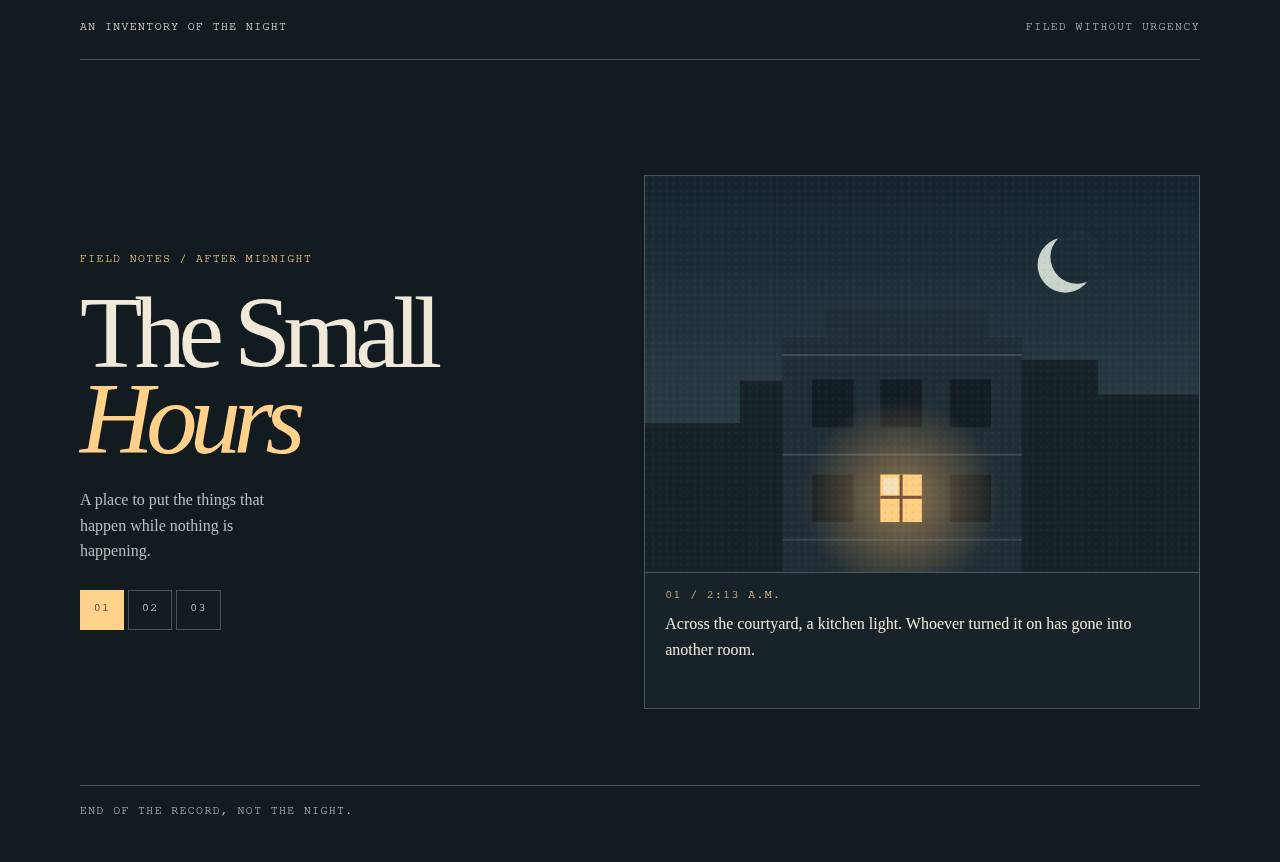 AN INVENTORY OF THE NIGHT
FILED WITHOUT URGENCY
FIELD NOTES / AFTER MIDNIGHT
The Small
Hours
A place to put the things that
happen while nothing is
happening.
01
02
03
01 / 2:13 A.M.
Across the courtyard, a kitchen light. Whoever turned it on has gone into
another room.
END OF THE RECORD, NOT THE NIGHT.